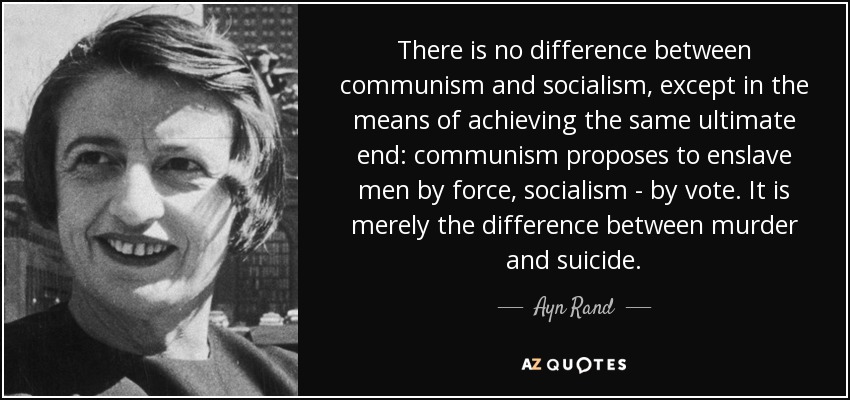 There is no difference between
communism and socialism, except in the
means of achieving the same ultimate
end: communism proposes to enslave
men by force, socialism - by vote. It is
merely the difference between murder
and suicide.
Ayn Rand
AZ QUOTES